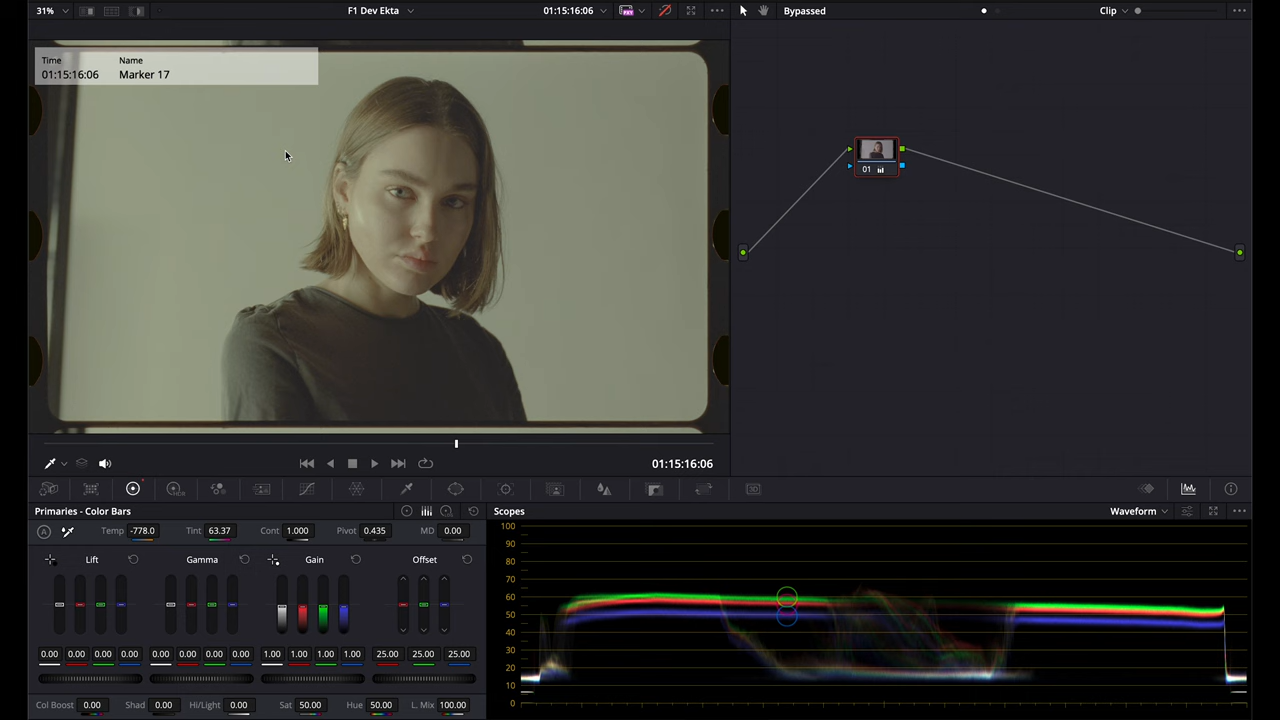 31%
F1 Dev Ekta
01:15:16:06
Bypassed
Clip
Time Name
01:15:16:06 Marker 17
01
01:15:16:06
HDR
3D
Primaries - Color Bars
Scopes
Waveform
A Temp -778.0 Tint 63.37 Cont 1.000 Pivot 0.435 MD 0.00
Lift Gamma Gain Offset
0.00 0.00 0.00 0.00 0.00 0.00 0.00 0.00 1.00 1.00 1.00 1.00 25.00 25.00 25.00
Col Boost 0.00 Shad 0.00 Hi/Light 0.00 Sat 50.00 Hue 50.00 L. Mix 100.00
100
90
80
70
60
50
40
30
20
10
0